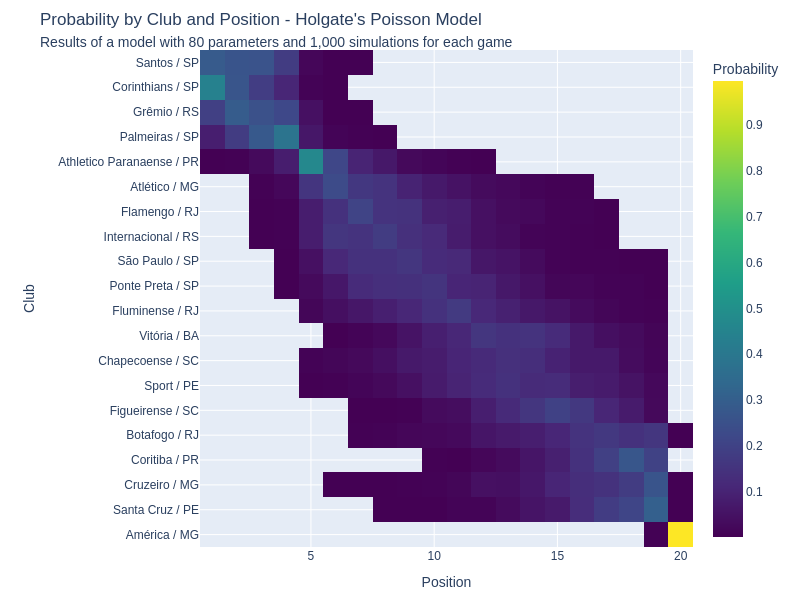 Probability by Club and Position - Holgate's Poisson Model
Results of a model with 80 parameters and 1,000 simulations for each game
Probability
Santos / SP
Corinthians / SP
Grêmio / RS
Palmeiras / SP
Athletico Paranaense / PR
Atlético / MG
Flamengo / RJ
Internacional / RS
São Paulo / SP
Ponte Preta / SP
Fluminense / RJ
Vitória / BA
Chapecoense / SC
Sport / PE
Figueirense / SC
Botafogo / RJ
Coritiba / PR
Cruzeiro / MG
Santa Cruz / PE
América / MG
Club
5
10
15
20
Position
0.9
0.8
0.7
0.6
0.5
0.4
0.3
0.2
0.1